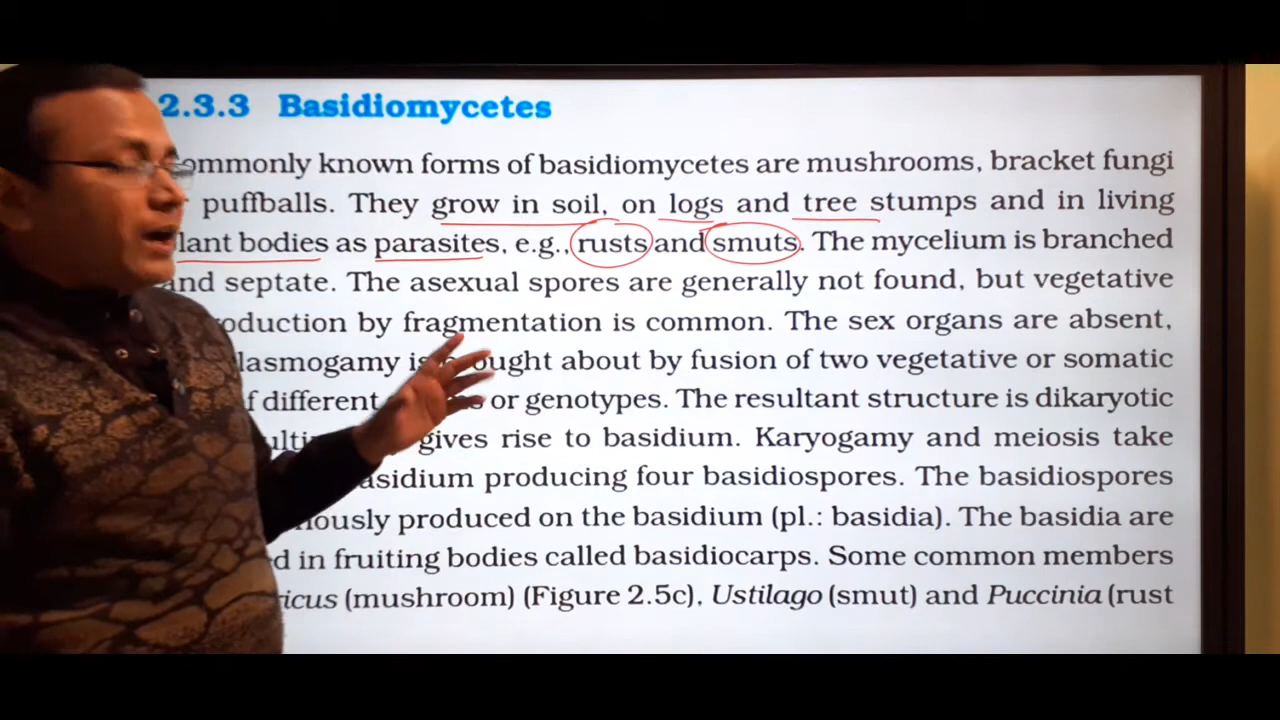 2.3.3 Basidiomycetes
ommonly known forms of basidiomycetes are mushrooms, bracket fungi
puffballs. They grow in soil, on logs and tree stumps and in living
lant bodies as parasites, e.g., rusts and smuts. The mycelium is branched
and septate. The asexual spores are generally not found, but vegetative
oduction by fragmentation is common. The sex organs are absent,
lasmogamy is brought about by fusion of two vegetative or somatic
f different or genotypes. The resultant structure is dikaryotic
ulti gives rise to basidium. Karyogamy and meiosis take
asidium producing four basidiospores. The basidiospores
nously produced on the basidium (pl.: basidia). The basidia are
d in fruiting bodies called basidiocarps. Some common members
ricus (mushroom) (Figure 2.5c), Ustilago (smut) and Puccinia (rust